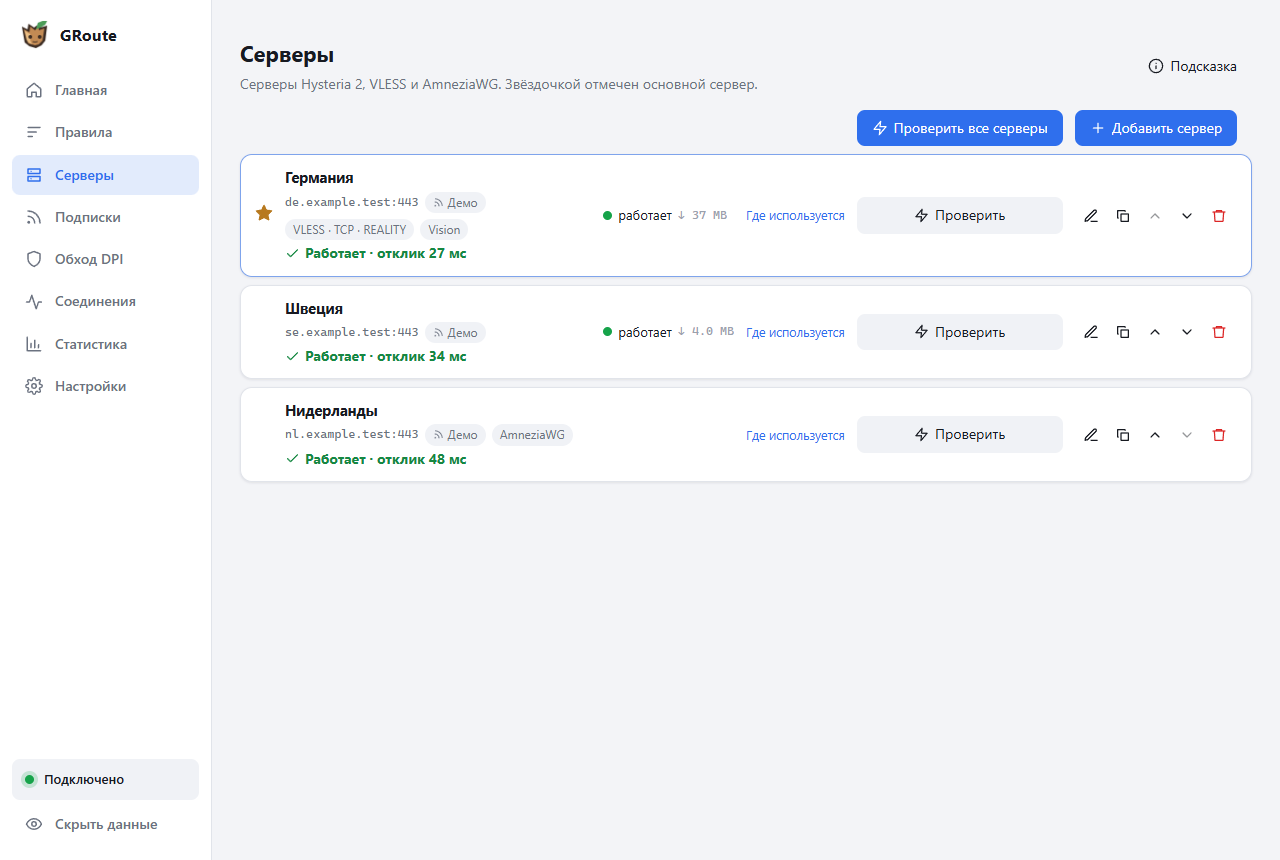 GRoute
Главная
Правила
Серверы
Подписки
Обход DPI
Соединения
Статистика
Настройки
Подключено
Скрыть данные
Серверы
Серверы Hysteria 2, VLESS и AmneziaWG. Звёздочкой отмечен основной сервер.
Подсказка
Проверить все серверы
Добавить сервер
Германия
de.example.test:443 Демо
VLESS · TCP · REALITY Vision
Работает · отклик 27 мс
работает ↓ 37 MB Где используется Проверить
Швеция
se.example.test:443 Демо
Работает · отклик 34 мс
работает ↓ 4.0 MB Где используется Проверить
Нидерланды
nl.example.test:443 Демо AmneziaWG
Работает · отклик 48 мс
Где используется Проверить